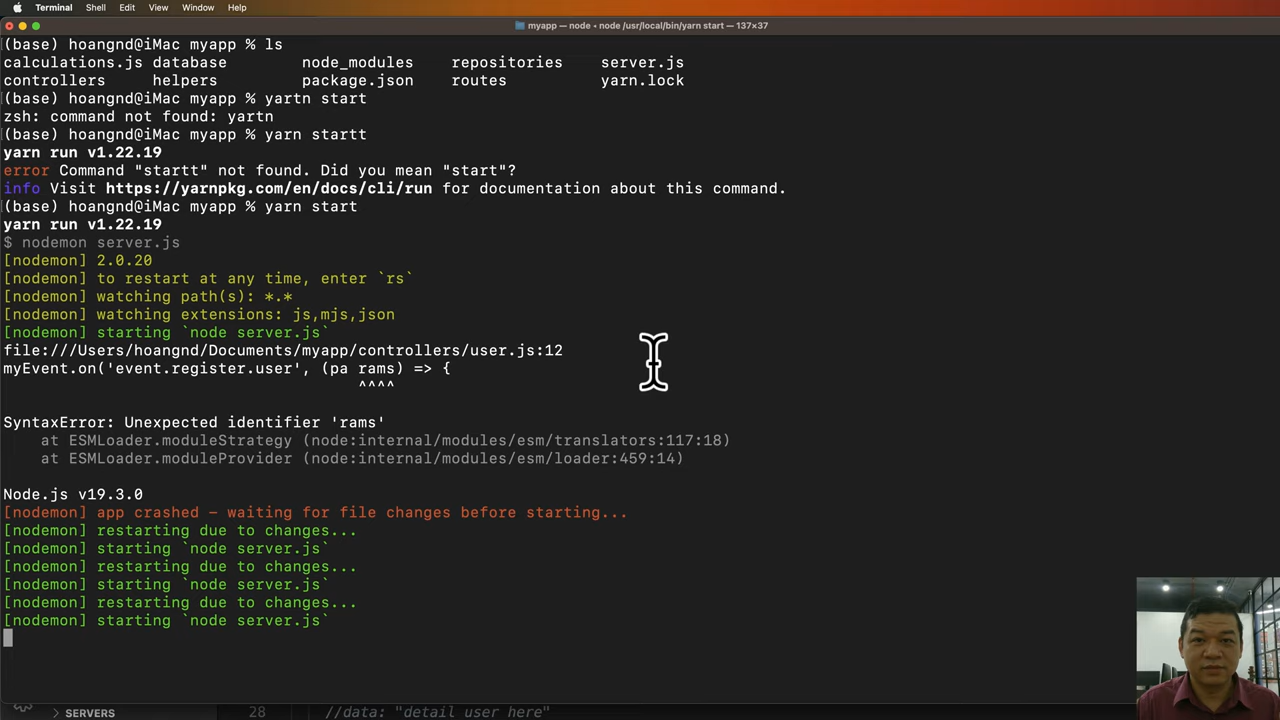 Terminal Shell Edit View Window Help
myapp — node • node /usr/local/bin/yarn start — 137×37
(base) hoangnd@iMac myapp % ls
calculations.js database node_modules repositories server.js
controllers helpers package.json routes yarn.lock
(base) hoangnd@iMac myapp % yartn start
zsh: command not found: yartn
(base) hoangnd@iMac myapp % yarn startt
yarn run v1.22.19
error Command "startt" not found. Did you mean "start"?
info Visit https://yarnpkg.com/en/docs/cli/run for documentation about this command.
(base) hoangnd@iMac myapp % yarn start
yarn run v1.22.19
$ nodemon server.js
[nodemon] 2.0.20
[nodemon] to restart at any time, enter `rs`
[nodemon] watching path(s): *.*
[nodemon] watching extensions: js,mjs,json
[nodemon] starting `node server.js`
file:///Users/hoangnd/Documents/myapp/controllers/user.js:12
myEvent.on('event.register.user', (pa rams) => {
^^^^
SyntaxError: Unexpected identifier 'rams'
at ESMLoader.moduleStrategy (node:internal/modules/esm/translators:117:18)
at ESMLoader.moduleProvider (node:internal/modules/esm/loader:459:14)
Node.js v19.3.0
[nodemon] app crashed - waiting for file changes before starting...
[nodemon] restarting due to changes...
[nodemon] starting `node server.js`
[nodemon] restarting due to changes...
[nodemon] starting `node server.js`
[nodemon] restarting due to changes...
[nodemon] starting `node server.js`
SERVERS 28 //data: "detail user here"